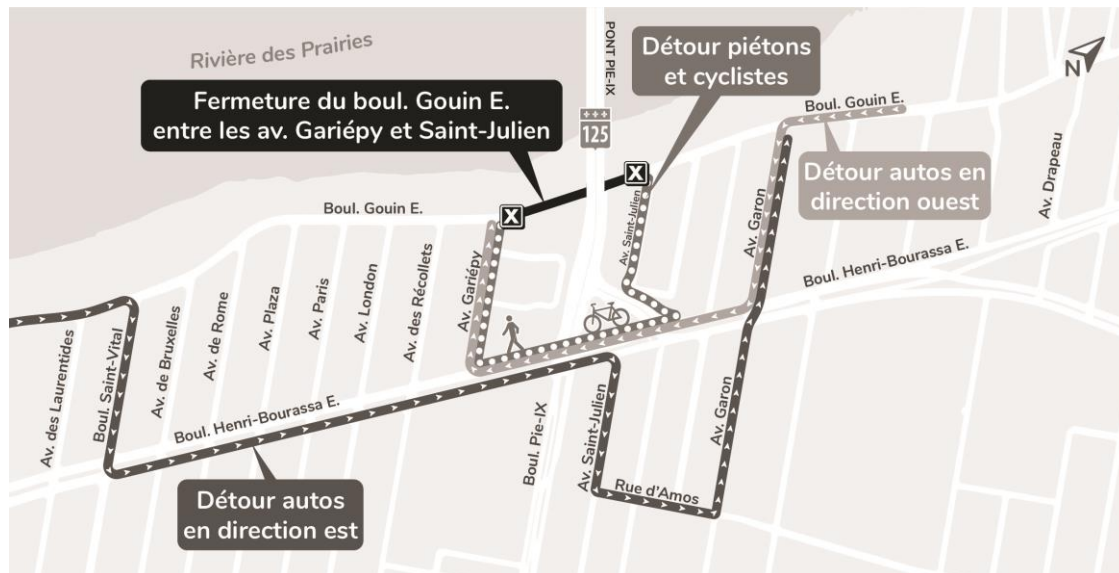 Rivière des Prairies
PONT PIE-IX
Détour piétons
et cyclistes
N
Fermeture du boul. Gouin E.
entre les av. Gariépy et Saint-Julien
125
Boul. Gouin E.
Détour autos en
direction ouest
X
X
Boul. Gouin E.
Av. Saint-Julien
Av. Garon
Av. Drapeau
Boul. Henri-Bourassa E.
Av. des Laurentides
Boul. Saint-Vital
Av. de Bruxelles
Av. de Rome
Av. Plaza
Av. Paris
Av. London
Av. des Récollets
Av. Gariépy
Boul. Henri-Bourassa E.
Boul. Pie-IX
Av. Saint-Julien
Av. Garon
Rue d'Amos
Détour autos
en direction est